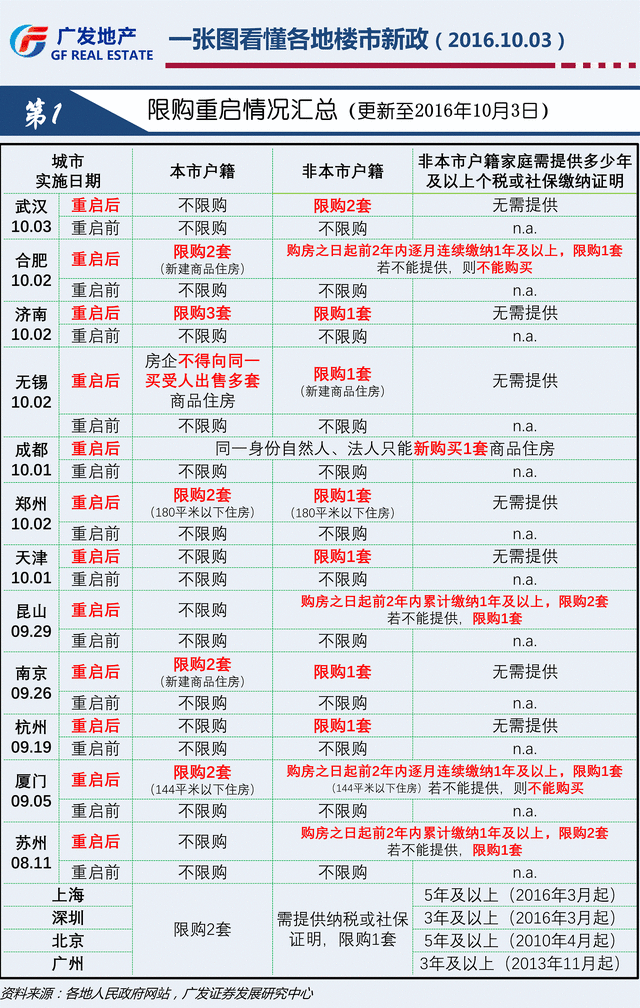 广发地产
GF REAL ESTATE
一张图看懂各地楼市新政（2016.10.03）
第1
限购重启情况汇总（更新至2016年10月3日）
城市
实施日期
本市户籍
非本市户籍
非本市户籍家庭需提供多少年
及以上个税或社保缴纳证明
武汉
10.03
重启后
不限购
限购2套
无需提供
重启前
不限购
不限购
n.a.
合肥
10.02
重启后
限购2套
（新建商品住房）
购房之日起前2年内逐月连续缴纳1年及以上，限购1套
若不能提供，则不能购买
重启前
不限购
不限购
n.a.
济南
10.02
重启后
限购3套
限购1套
无需提供
重启前
不限购
不限购
n.a.
无锡
10.02
重启后
房企不得向同一
买受人出售多套
商品住房
限购1套
（新建商品住房）
无需提供
重启前
不限购
不限购
n.a.
成都
10.01
重启后
同一身份自然人、法人只能新购买1套商品住房
重启前
不限购
不限购
n.a.
郑州
10.02
重启后
限购2套
（180平米以下住房）
限购1套
（180平米以下住房）
无需提供
重启前
不限购
不限购
n.a.
天津
10.01
重启后
不限购
限购1套
无需提供
重启前
不限购
不限购
n.a.
昆山
09.29
重启后
不限购
购房之日起前2年内累计缴纳1年及以上，限购2套
若不能提供，限购1套
重启前
不限购
不限购
n.a.
南京
09.26
重启后
限购2套
（新建商品住房）
限购1套
无需提供
重启前
不限购
不限购
n.a.
杭州
09.19
重启后
不限购
限购1套
无需提供
重启前
不限购
不限购
n.a.
厦门
09.05
重启后
限购2套
（144平米以下住房）
购房之日起前2年内逐月连续缴纳1年及以上，限购1套
（144平米以下住房）若不能提供，则不能购买
重启前
不限购
不限购
n.a.
苏州
08.11
重启后
不限购
购房之日起前2年内累计缴纳1年及以上，限购2套
若不能提供，限购1套
重启前
不限购
不限购
n.a.
上海
深圳
北京
广州
限购2套
需提供纳税或社保
证明，限购1套
5年及以上（2016年3月起）
3年及以上（2016年3月起）
5年及以上（2010年4月起）
3年及以上（2013年11月起）
资料来源：各地人民政府网站，广发证券发展研究中心